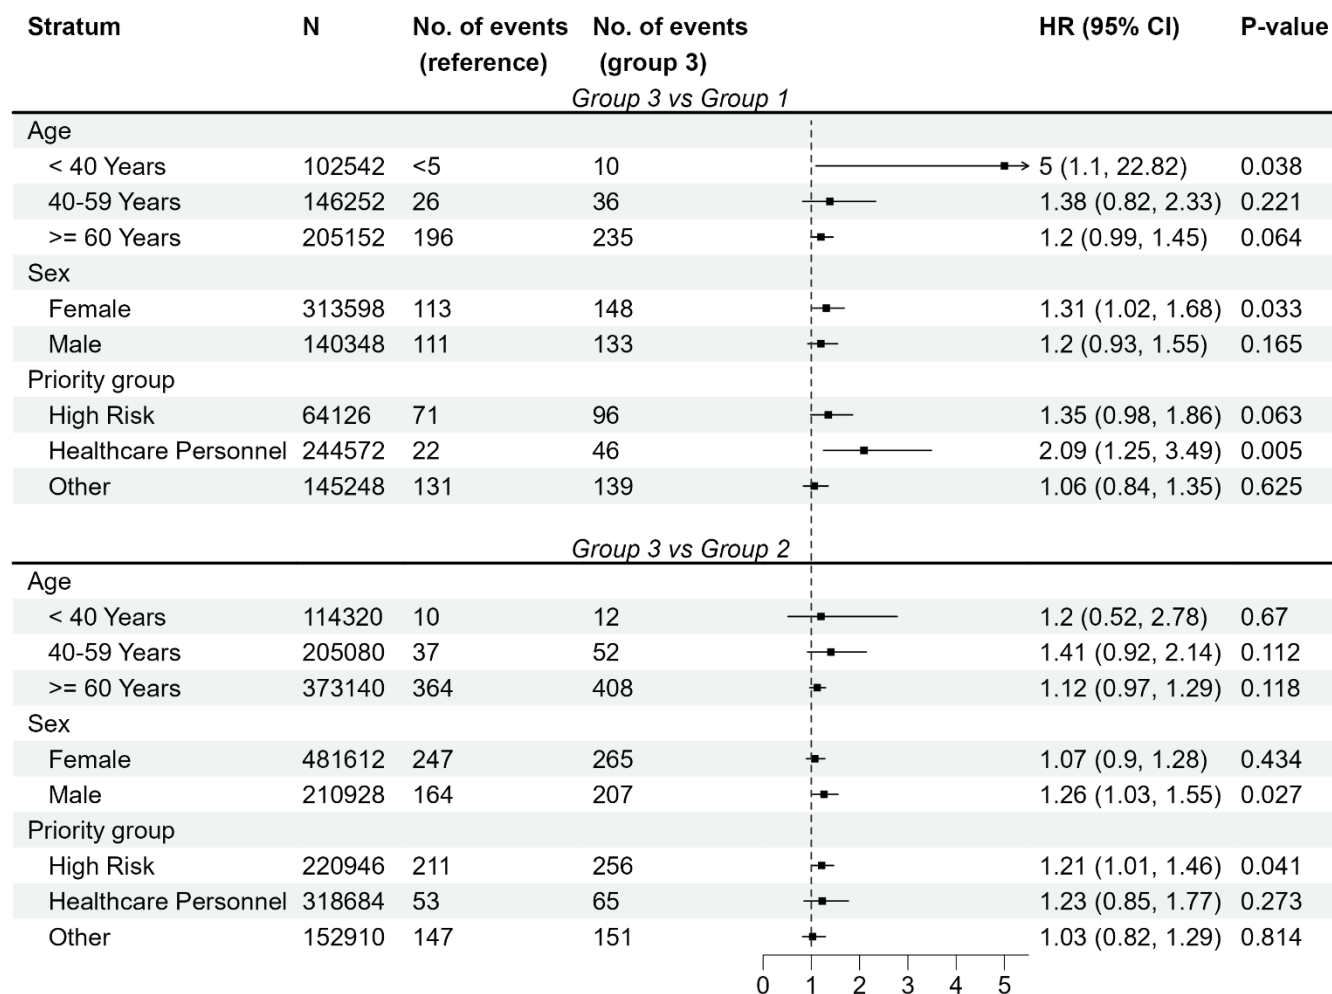 Stratum N No. of events No. of events HR (95% CI) P-value
(reference) (group 3)
Group 3 vs Group 1
Age
< 40 Years 102542 <5 10 5 (1.1, 22.82) 0.038
40-59 Years 146252 26 36 1.38 (0.82, 2.33) 0.221
>= 60 Years 205152 196 235 1.2 (0.99, 1.45) 0.064
Sex
Female 313598 113 148 1.31 (1.02, 1.68) 0.033
Male 140348 111 133 1.2 (0.93, 1.55) 0.165
Priority group
High Risk 64126 71 96 1.35 (0.98, 1.86) 0.063
Healthcare Personnel 244572 22 46 2.09 (1.25, 3.49) 0.005
Other 145248 131 139 1.06 (0.84, 1.35) 0.625
Group 3 vs Group 2
Age
< 40 Years 114320 10 12 1.2 (0.52, 2.78) 0.67
40-59 Years 205080 37 52 1.41 (0.92, 2.14) 0.112
>= 60 Years 373140 364 408 1.12 (0.97, 1.29) 0.118
Sex
Female 481612 247 265 1.07 (0.9, 1.28) 0.434
Male 210928 164 207 1.26 (1.03, 1.55) 0.027
Priority group
High Risk 220946 211 256 1.21 (1.01, 1.46) 0.041
Healthcare Personnel 318684 53 65 1.23 (0.85, 1.77) 0.273
Other 152910 147 151 1.03 (0.82, 1.29) 0.814
0 1 2 3 4 5